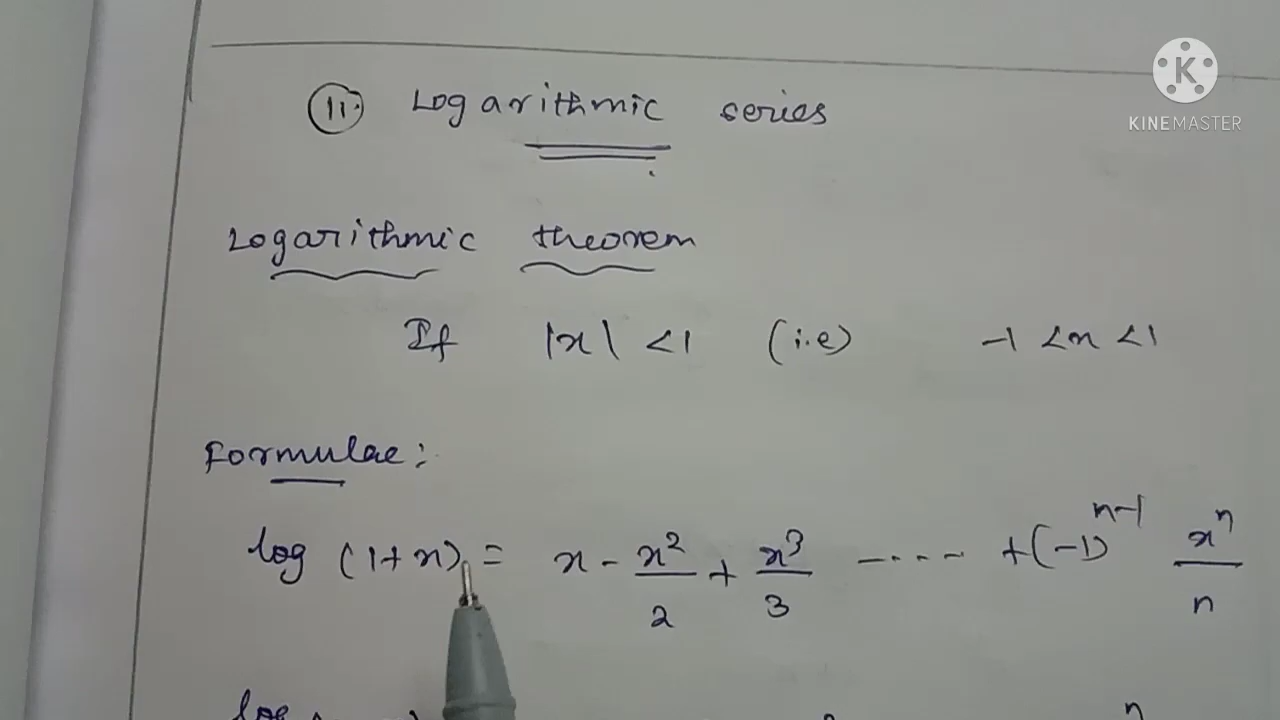 11. Logarithmic series
KINEMASTER
Logarithmic theorem
If |x| <1 (i.e) -1 <x <1
Formulae:
log (1+x) = x - x²/2 + x³/3 ----- +(-1)ⁿ⁻¹ xⁿ/n
log